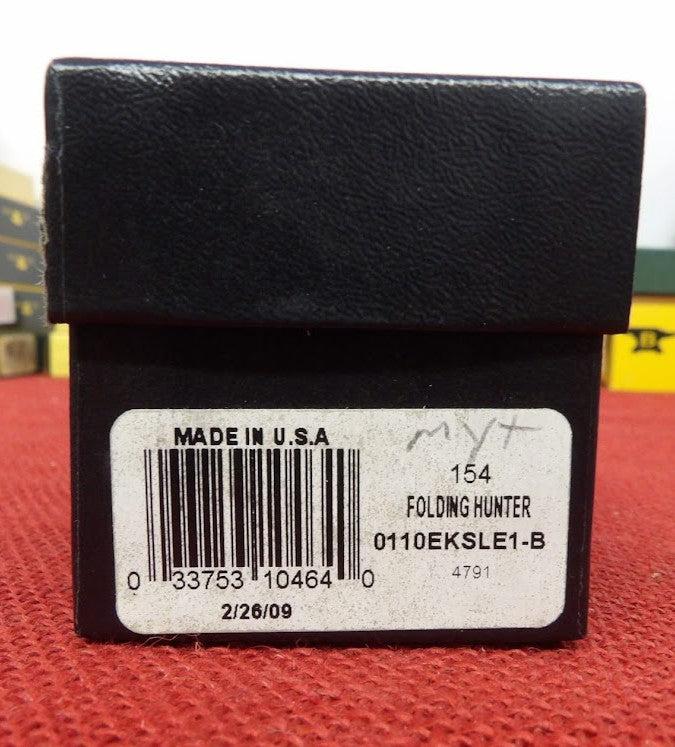 MADE IN U.S.A
myt
154
FOLDING HUNTER
0110EKSLE1-B
4791
0 33753 10464 0
2/26/09
B